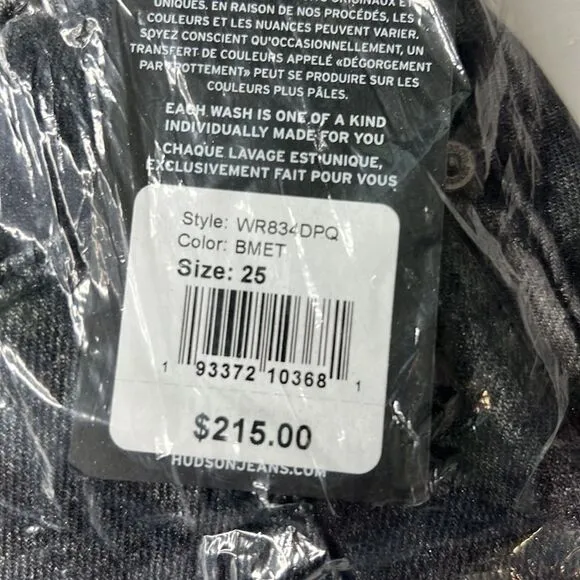 UNIQUES. EN RAISON DE NOS PROCÉDÉS, LES
COULEURS ET LES NUANCES PEUVENT VARIER.
SOYEZ CONSCIENT QU'OCCASIONNELLEMENT, UN
TRANSFERT DE COULEURS APPELÉ «DÉGORGEMENT
PAR FROTTEMENT» PEUT SE PRODUIRE SUR LES
COULEURS PLUS PÂLES.
EACH WASH IS ONE OF A KIND
INDIVIDUALLY MADE FOR YOU
CHAQUE LAVAGE EST UNIQUE,
EXCLUSIVEMENT FAIT POUR VOUS
Style: WR834DPQ
Color: BMET
Size: 25
1 93372 10368 1
$215.00
HUDSONJEANS.COM